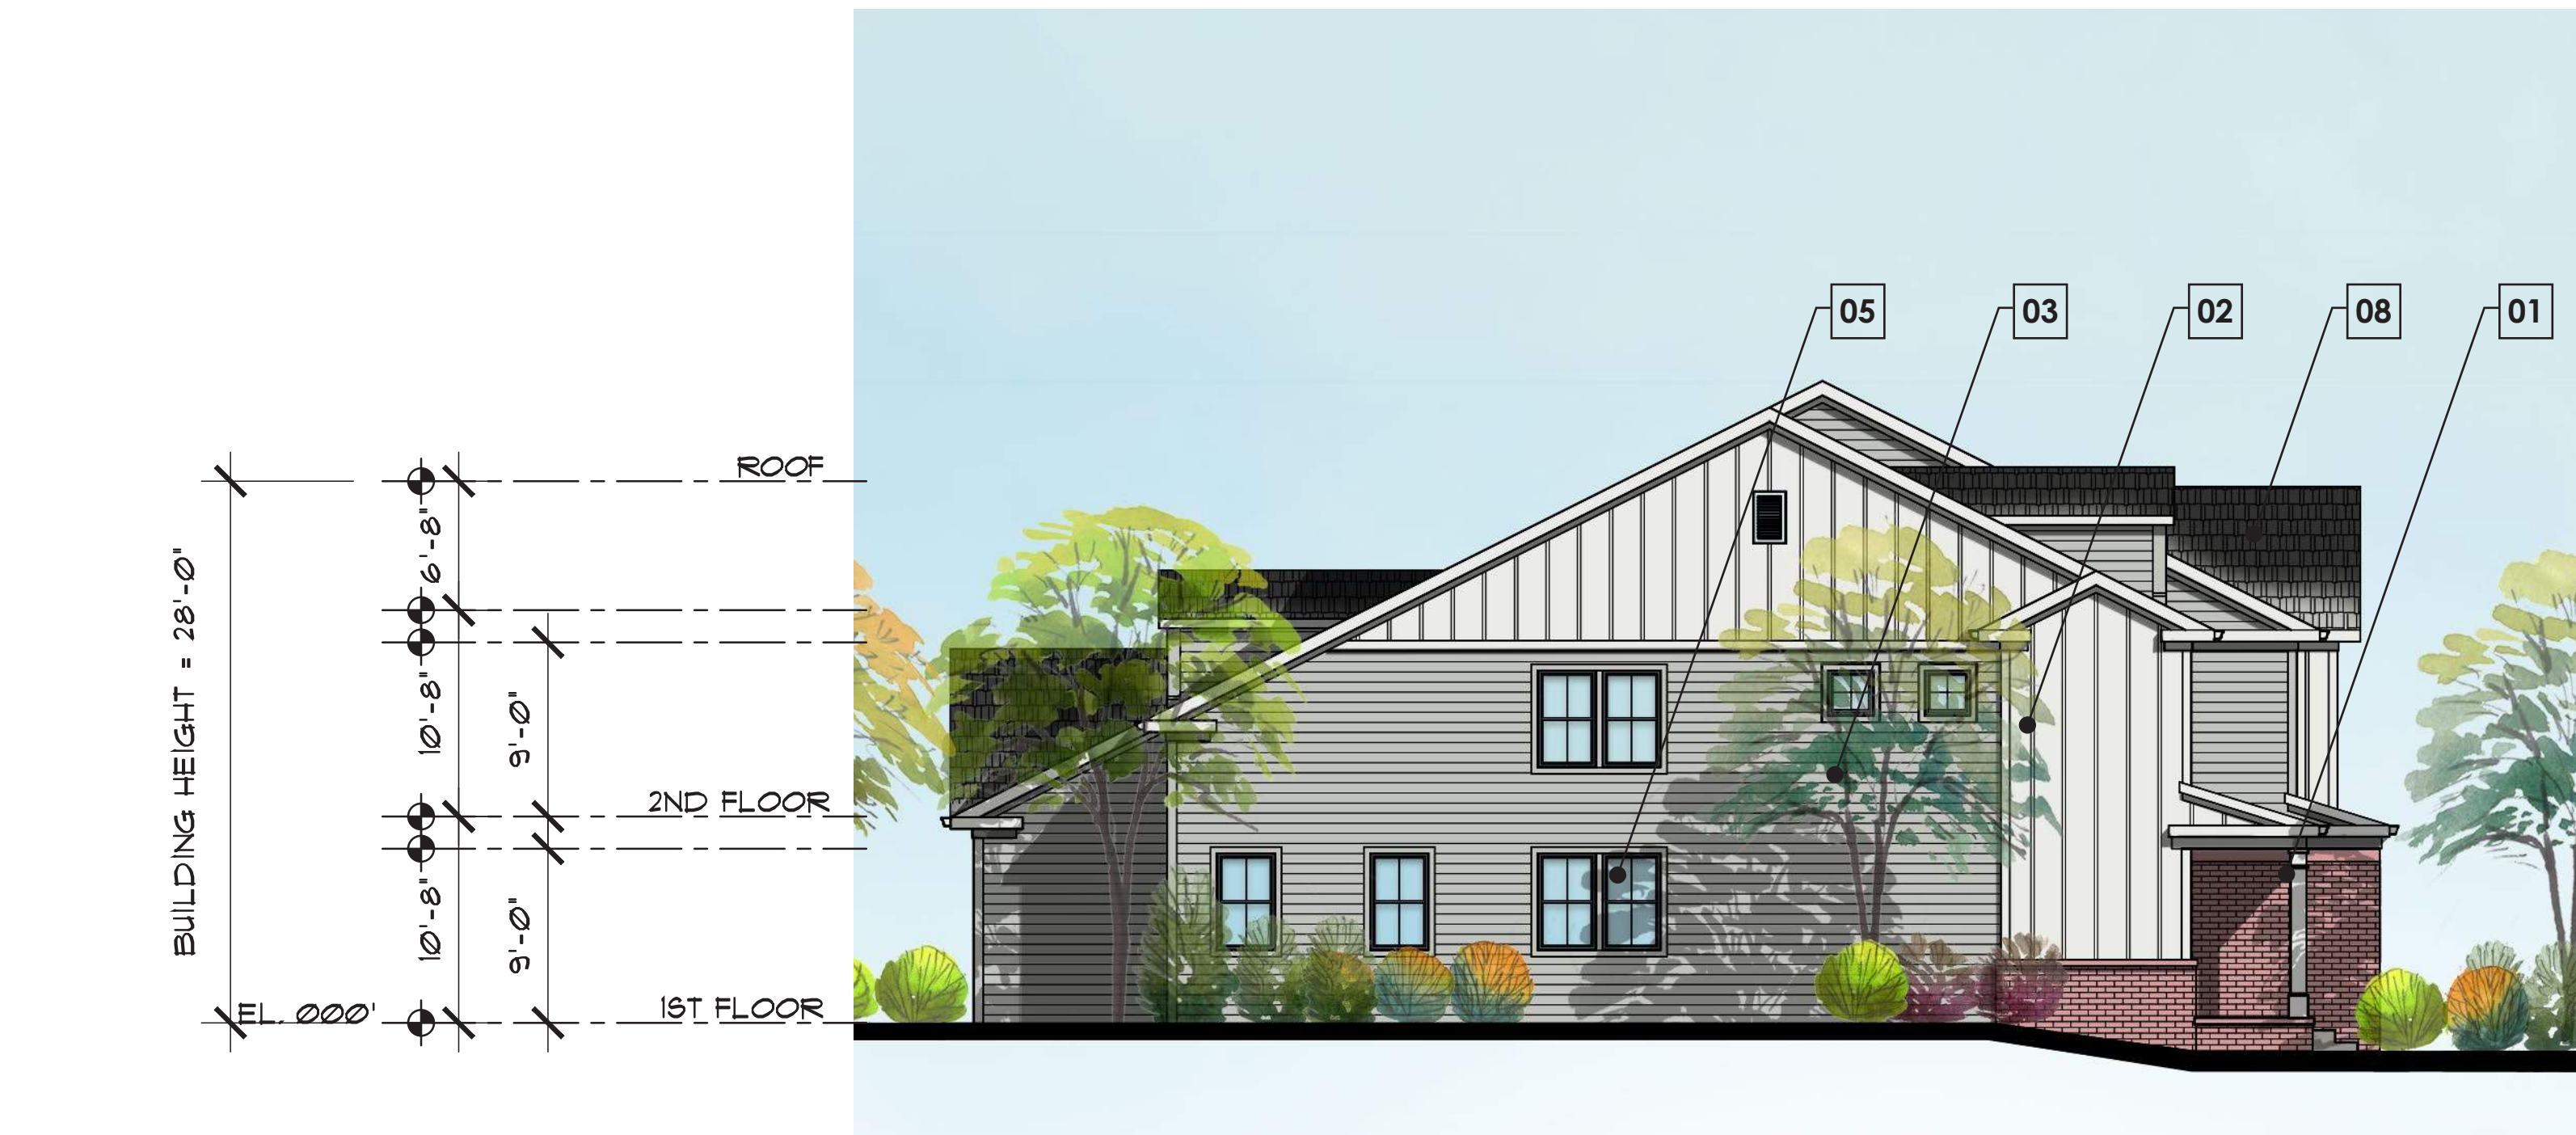 05
03
02
08
01
ROOF
6'-8"
BUILDING HEIGHT = 28'-0"
10'-8"
9'-0"
2ND FLOOR
10'-8"
9'-0"
EL. 000'
1ST FLOOR